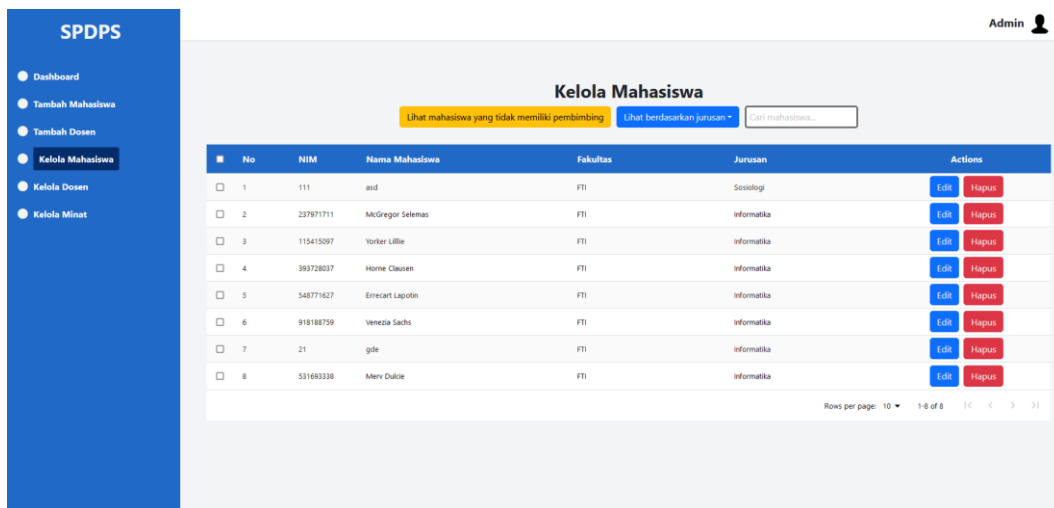 SPDPS
Admin
Dashboard
Tambah Mahasiswa
Tambah Dosen
Kelola Mahasiswa
Kelola Dosen
Kelola Minat
Kelola Mahasiswa
Lihat mahasiswa yang tidak memiliki pembimbing Lihat berdasarkan jurusan Cari mahasiswa...
No NIM Nama Mahasiswa Fakultas Jurusan Actions
1 111 asd FTI Sosiologi Edit Hapus
2 237971711 McGregor Selemas FTI Informatika Edit Hapus
3 115415097 Yorker Lilllie FTI Informatika Edit Hapus
4 393728037 Horne Clausen FTI Informatika Edit Hapus
5 548771627 Errecart Lapotin FTI Informatika Edit Hapus
6 918188759 Venezia Sachs FTI Informatika Edit Hapus
7 21 gde FTI Informatika Edit Hapus
8 531693338 Merv Dulcie FTI Informatika Edit Hapus
Rows per page: 10 1-8 of 8